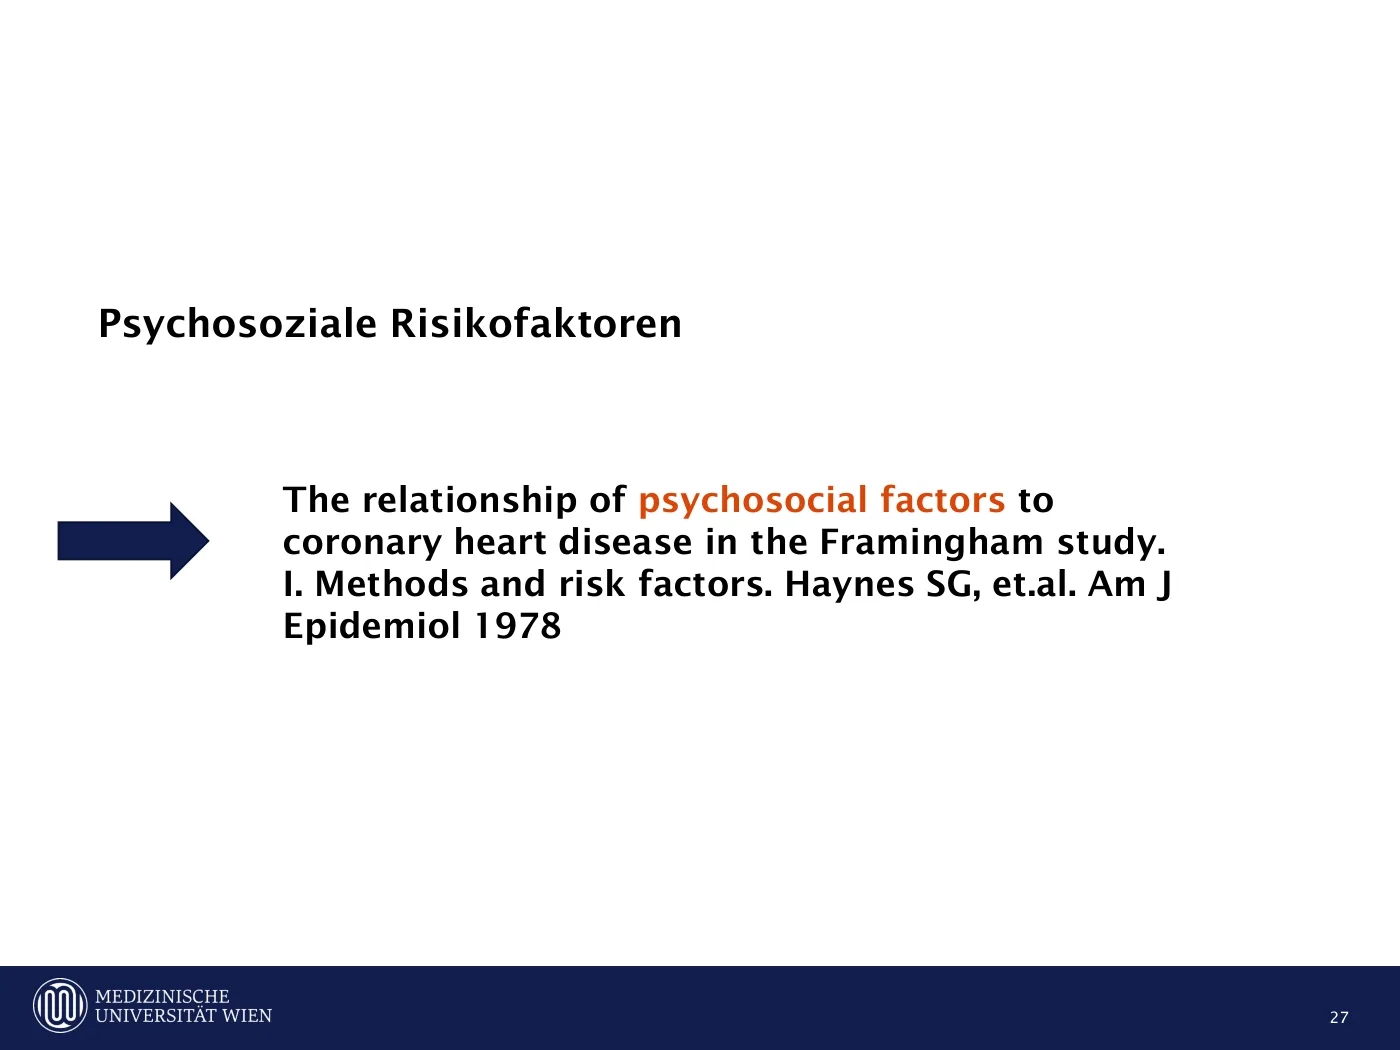 Psychosoziale Risikofaktoren
The relationship of psychosocial factors to
coronary heart disease in the Framingham study.
I. Methods and risk factors. Haynes SG, et.al. Am J
Epidemiol 1978
MEDIZINISCHE
UNIVERSITÄT WIEN
27